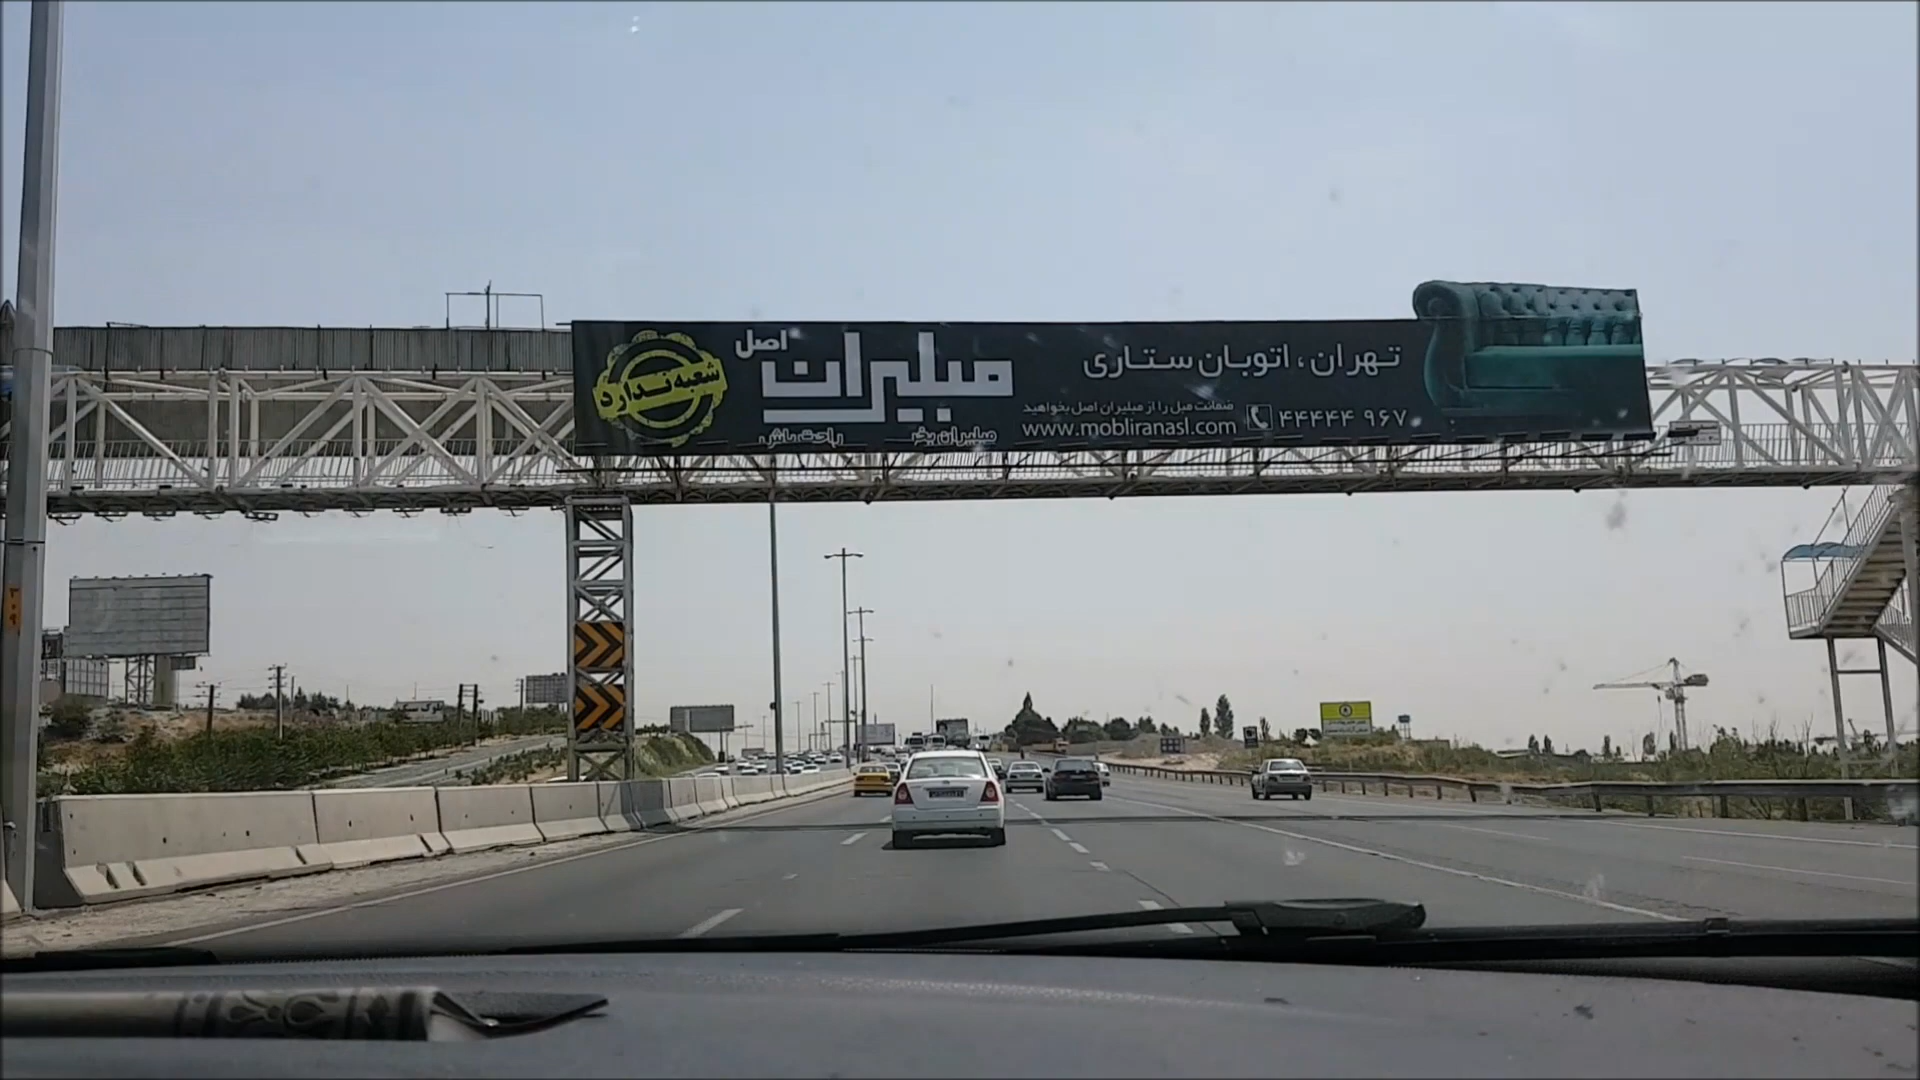 تهران، اتوبان ستاری
۴۴۴۴۴ ۹۶۷
ضمانت مبل را از مبلیران اصل بخواهید
www.mobliranasl.com
مبلیران اصل
مبلیران بخر راحت باش
شعبه ندارد